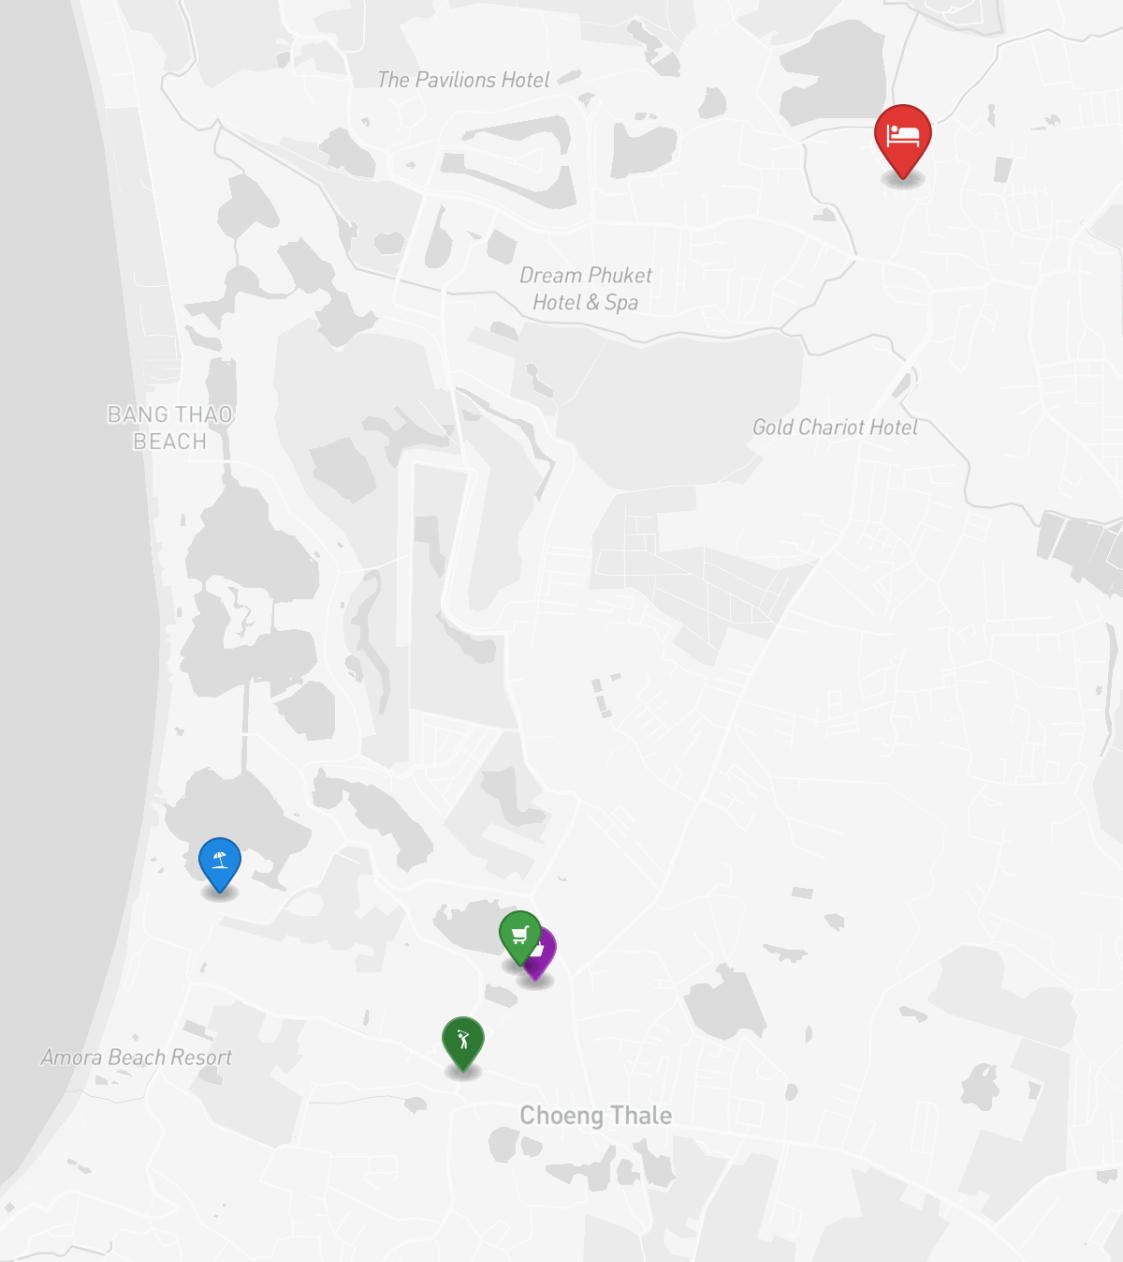 The Pavilions Hotel
Dream Phuket
Hotel & Spa
BANG THAO
BEACH
Gold Chariot Hotel
Amora Beach Resort
Choeng Thale